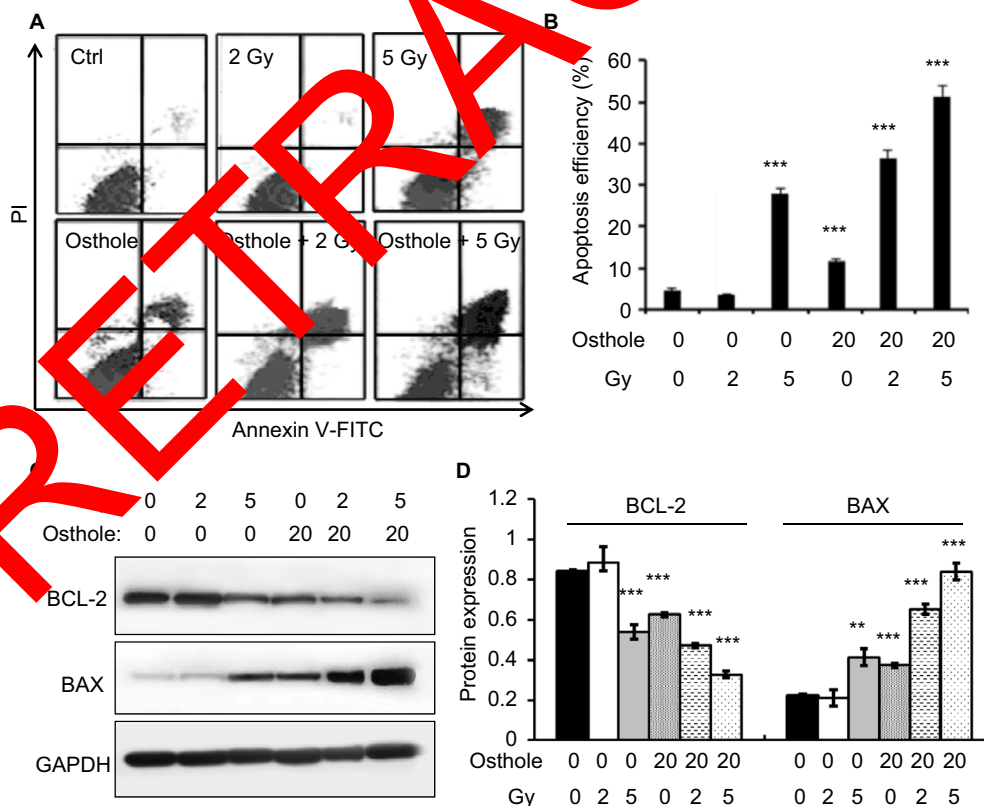 A
Ctrl
2 Gy
5 Gy
Osthole
Osthole + 2 Gy
Osthole + 5 Gy
PI
Annexin V-FITC
B
Apoptosis efficiency (%)
60
50
40
30
20
10
0
***
***
***
***
Osthole 0 0 0 20 20 20
Gy 0 2 5 0 2 5
0 2 5 0 2 5
Osthole: 0 0 0 20 20 20
BCL-2
BAX
GAPDH
D
Protein expression
1.2
1
0.8
0.6
0.4
0.2
0
BCL-2
BAX
***
***
***
***
**
***
***
***
Osthole 0 0 0 20 20 20 0 0 0 20 20 20
Gy 0 2 5 0 2 5 0 2 5 0 2 5